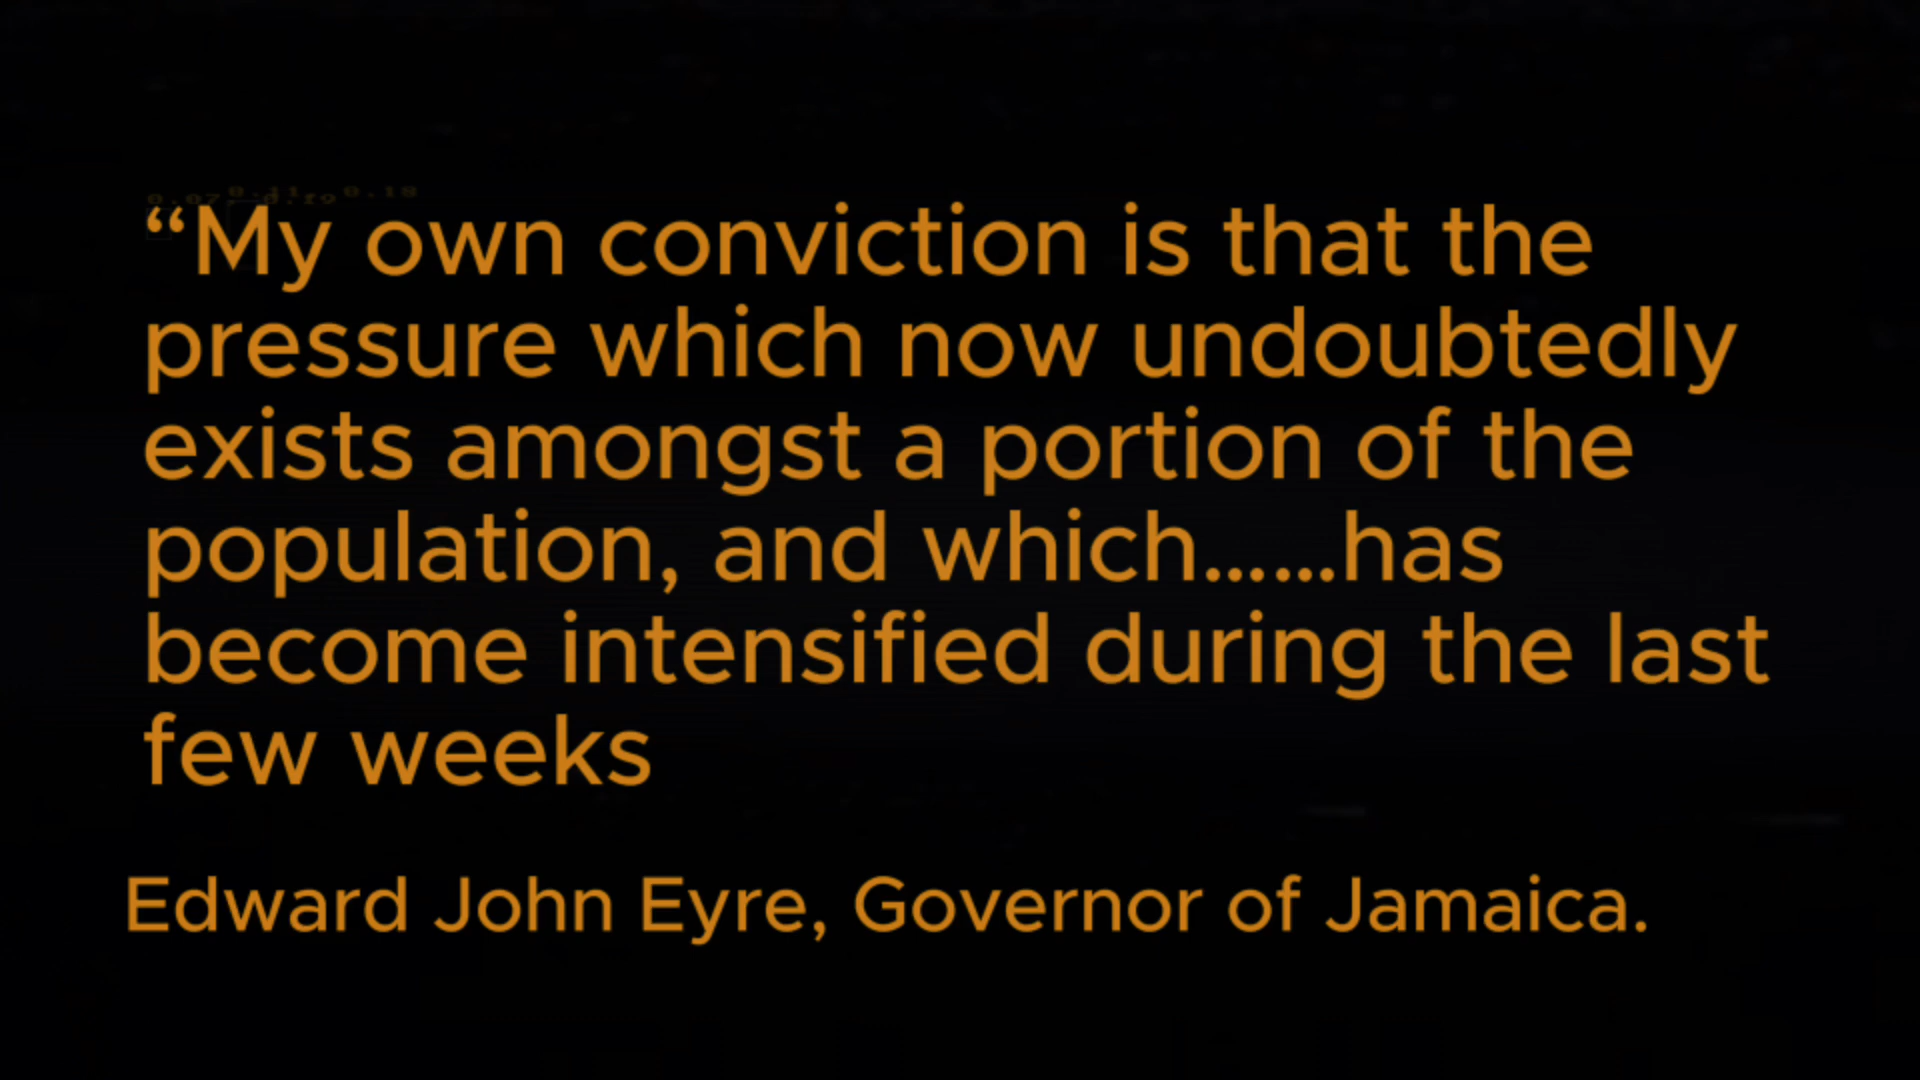 “My own conviction is that the
pressure which now undoubtedly
exists amongst a portion of the
population, and which……has
become intensified during the last
few weeks
Edward John Eyre, Governor of Jamaica.